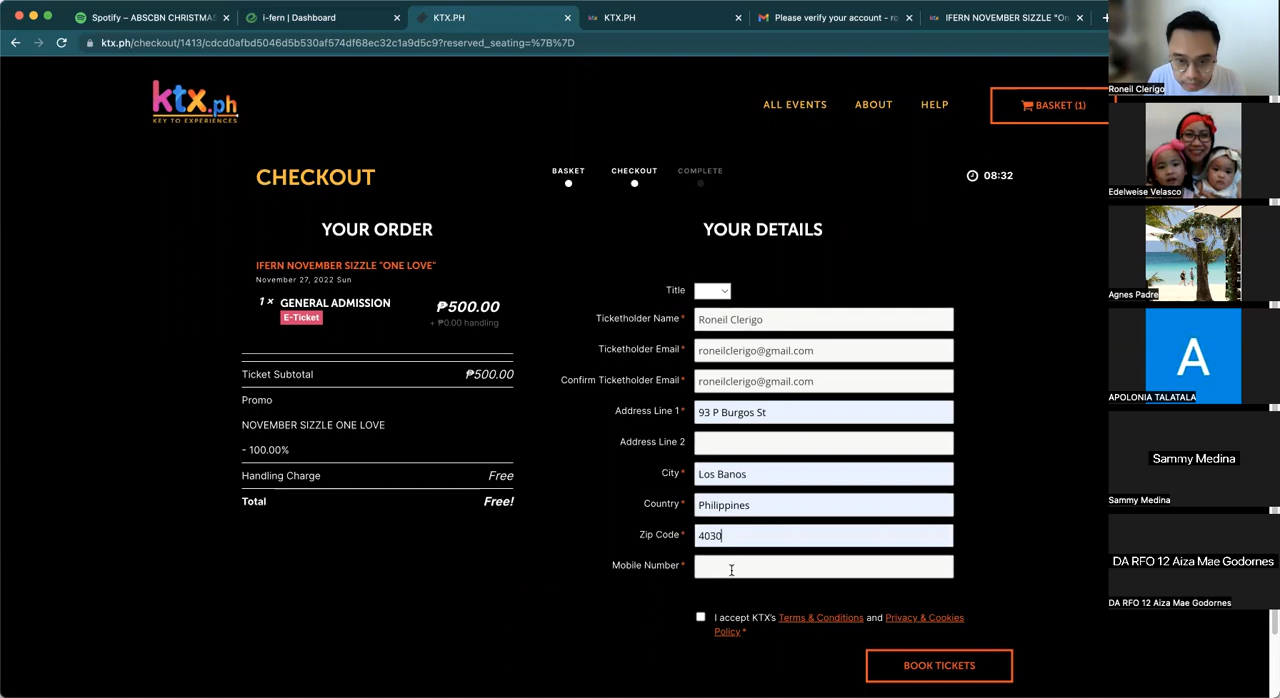 Spotify – ABSCBN CHRISTMAS
i-fern | Dashboard
KTX.PH
KTX.PH
Please verify your account - ro
IFERN NOVEMBER SIZZLE "On
ktx.ph/checkout/1413/cdcd0afbd5046d5b530af574df68ec32c1a9d5c9?reserved_seating=%7B%7D
ktx.ph
KEY TO EXPERIENCES
ALL EVENTS
ABOUT
HELP
BASKET (1)
CHECKOUT
BASKET
CHECKOUT
COMPLETE
08:32
YOUR ORDER
IFERN NOVEMBER SIZZLE "ONE LOVE"
November 27, 2022 Sun
1 × GENERAL ADMISSION ₱500.00
E-Ticket + ₱0.00 handling
Ticket Subtotal ₱500.00
Promo
NOVEMBER SIZZLE ONE LOVE
- 100.00%
Handling Charge Free
Total Free!
YOUR DETAILS
Title
Ticketholder Name* Roneil Clerigo
Ticketholder Email* roneilclerigo@gmail.com
Confirm Ticketholder Email* roneilclerigo@gmail.com
Address Line 1* 93 P Burgos St
Address Line 2
City* Los Banos
Country* Philippines
Zip Code* 4030
Mobile Number*
I accept KTX's Terms & Conditions and Privacy & Cookies
Policy *
BOOK TICKETS
Roneil Clerigo
Edelweise Velasco
Agnes Padre
A
APOLONIA TALATALA
Sammy Medina
Sammy Medina
DA RFO 12 Aiza Mae Godornes
DA RFO 12 Aiza Mae Godornes